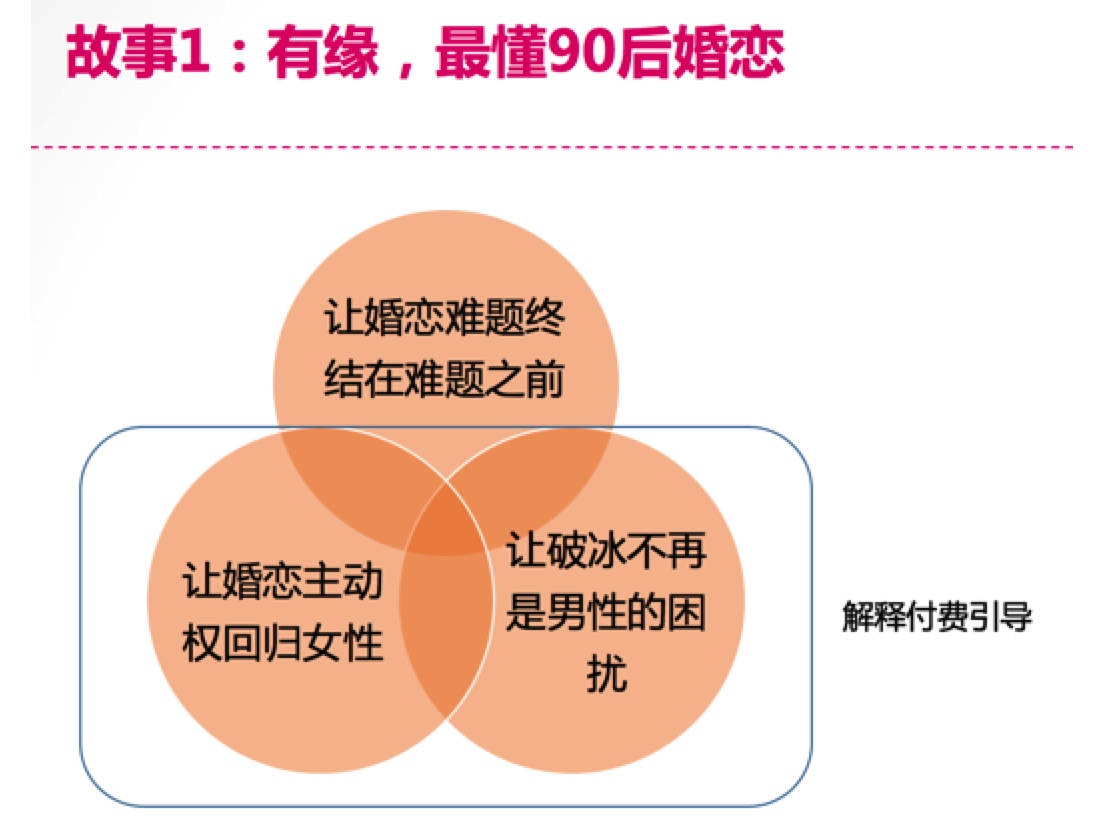 故事1：有缘，最懂90后婚恋
让婚恋难题终
结在难题之前
让婚恋主动
权回归女性
让破冰不再
是男性的困
扰
解释付费引导